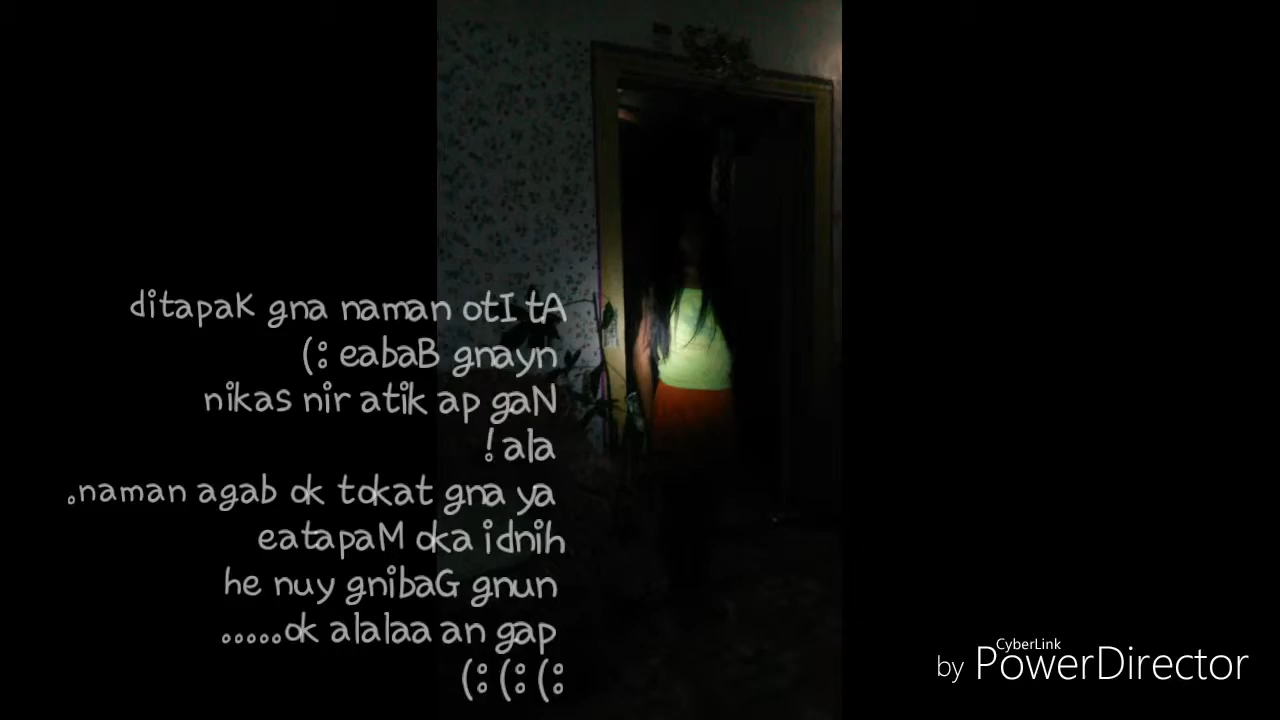 ditapaK gna naman otI tA
(: eabaB gnayn
nikas nir atik ap gaN
!ala
.naman agab ok tokat gna ya
eatapaM oka idnih
he nuy gnibaG gnun
.....ok alalaa an gap
(: (: (:
by CyberLink PowerDirector